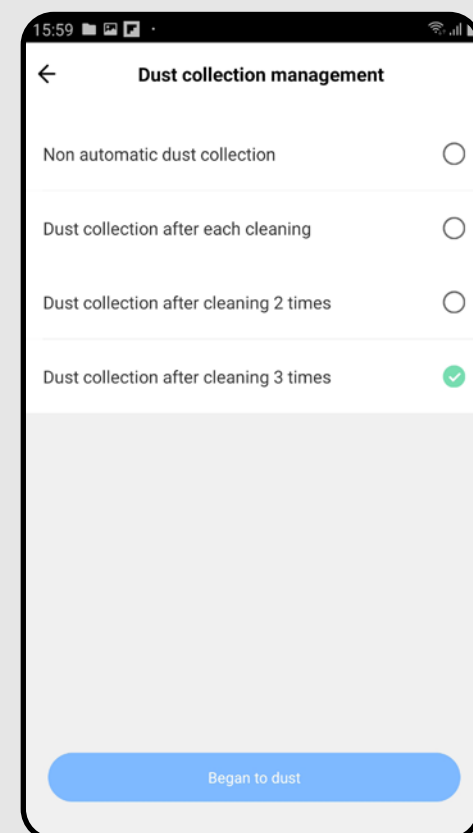 15:59
Dust collection management
Non automatic dust collection
Dust collection after each cleaning
Dust collection after cleaning 2 times
Dust collection after cleaning 3 times
Began to dust